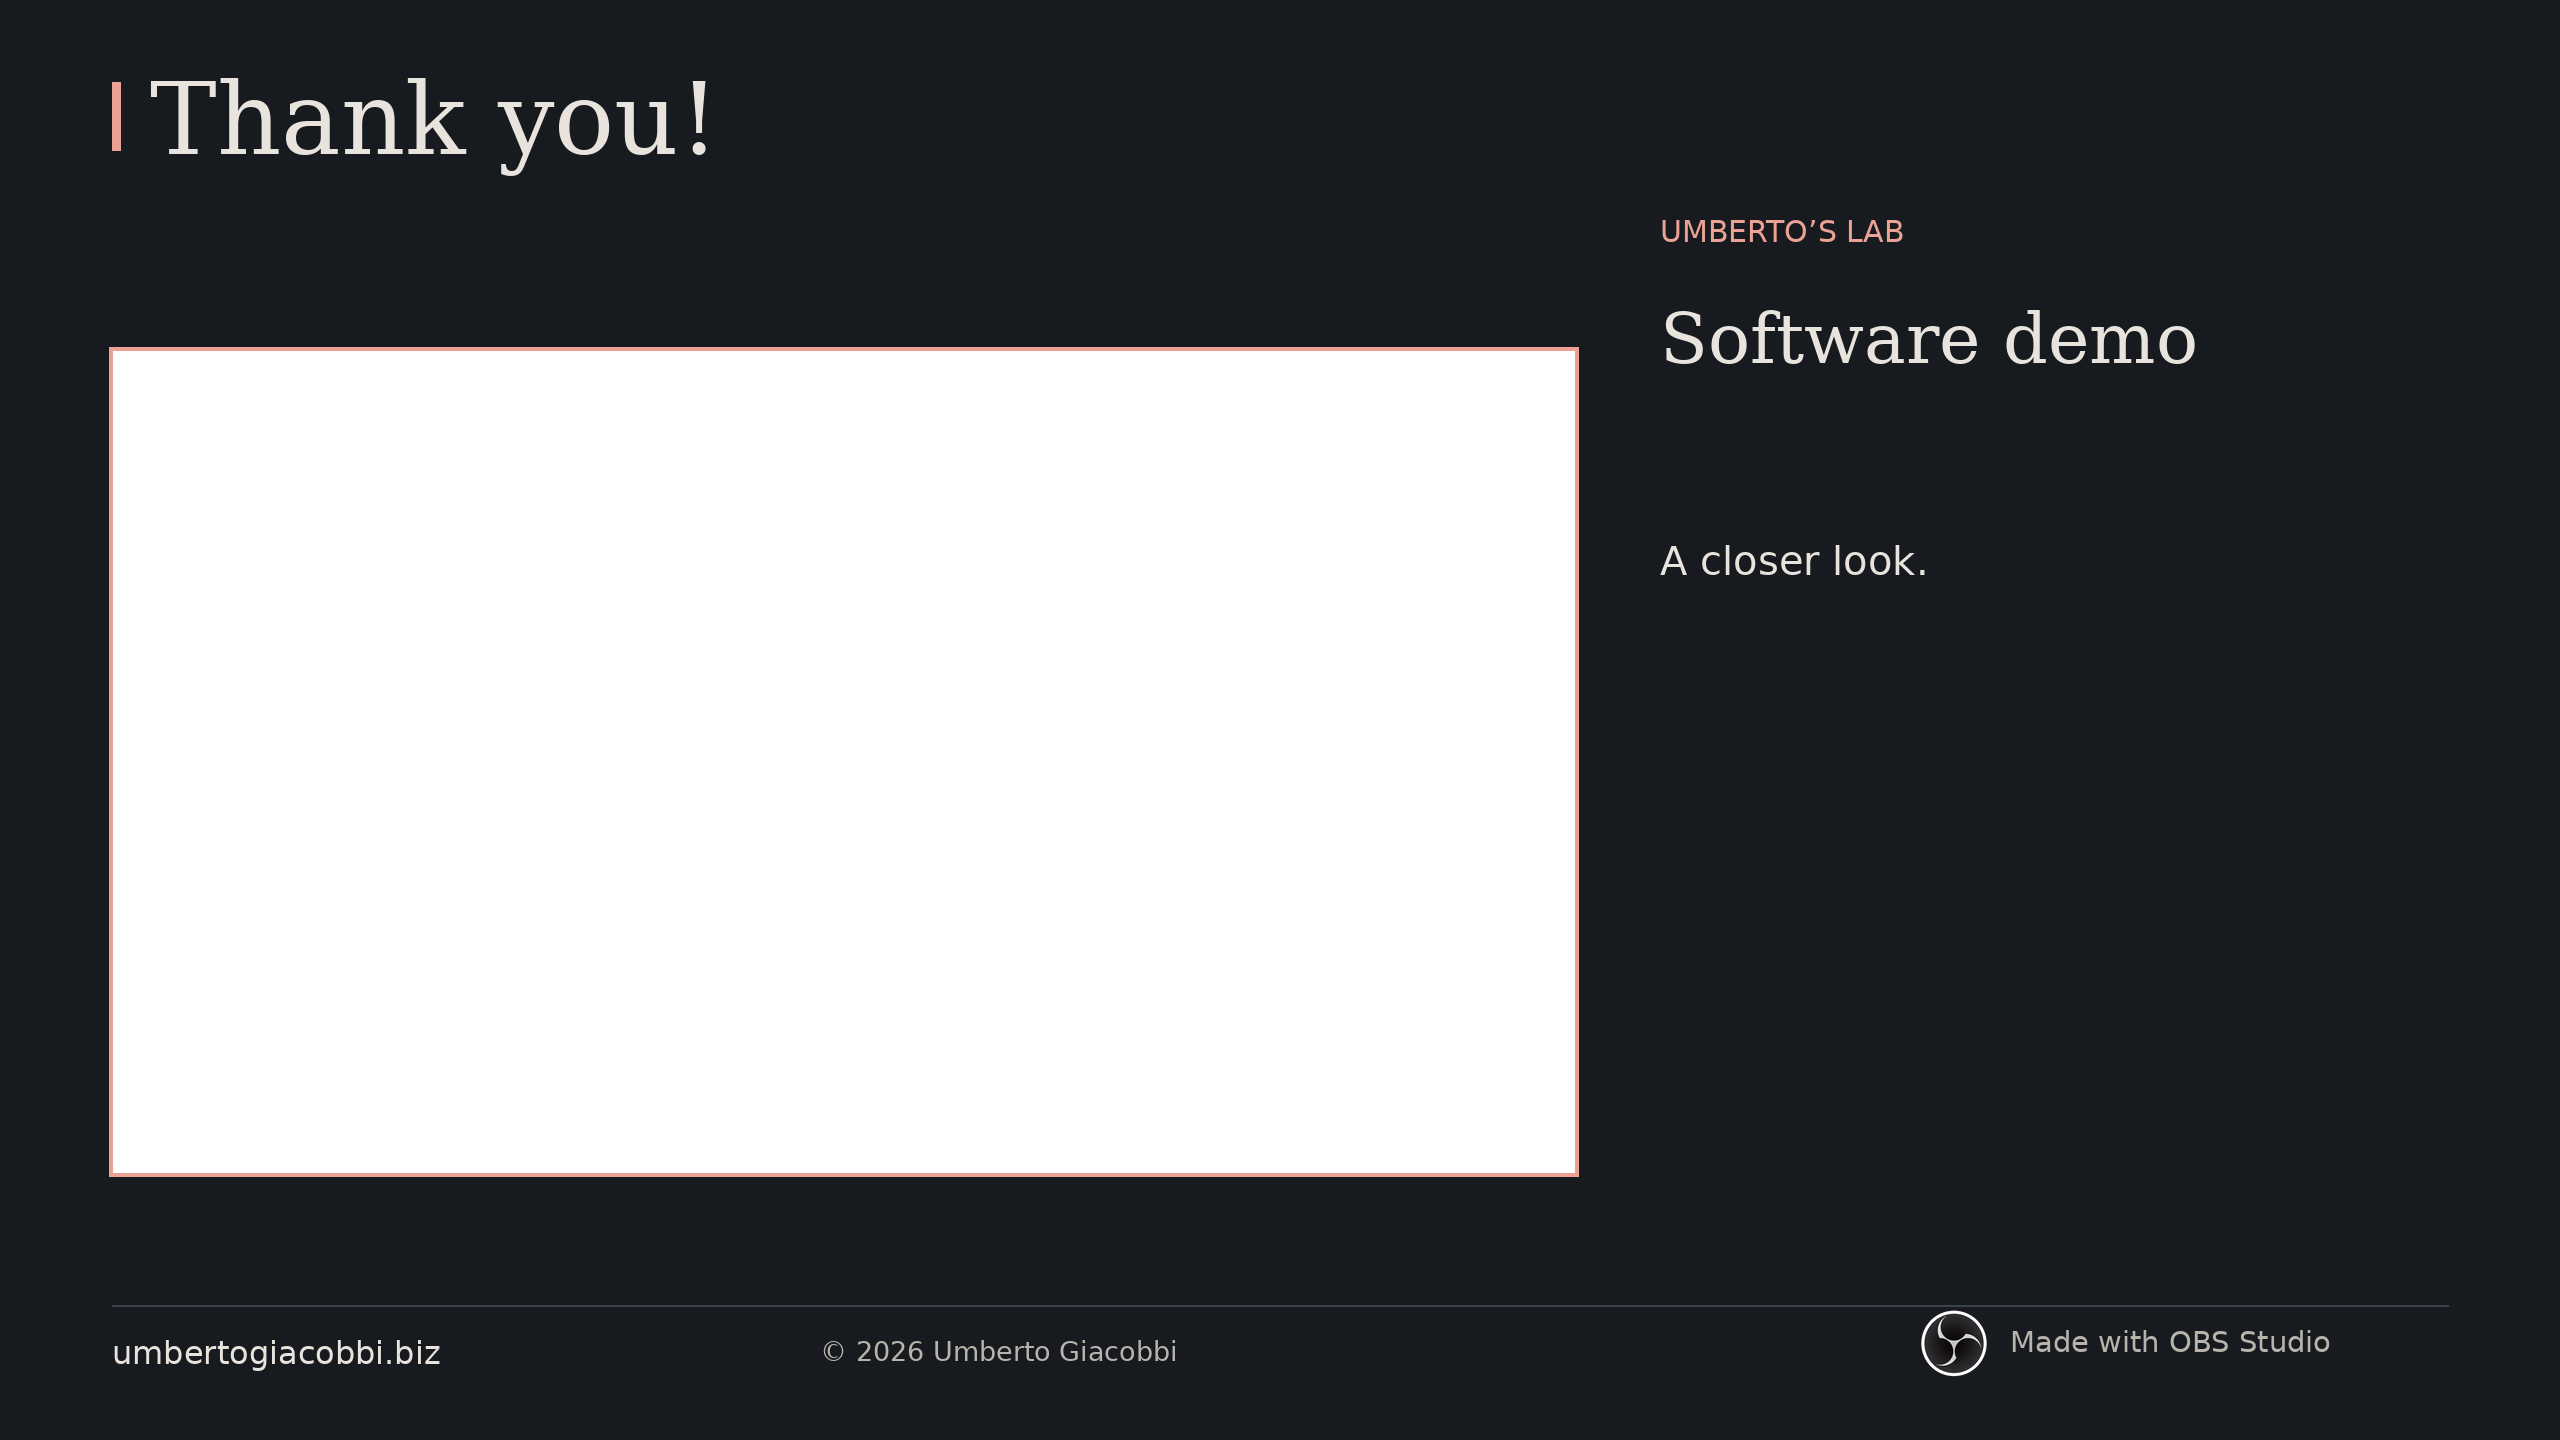 Thank you!
UMBERTO’S LAB
Software demo
A closer look.
umbertogiacobbi.biz
© 2026 Umberto Giacobbi
Made with OBS Studio